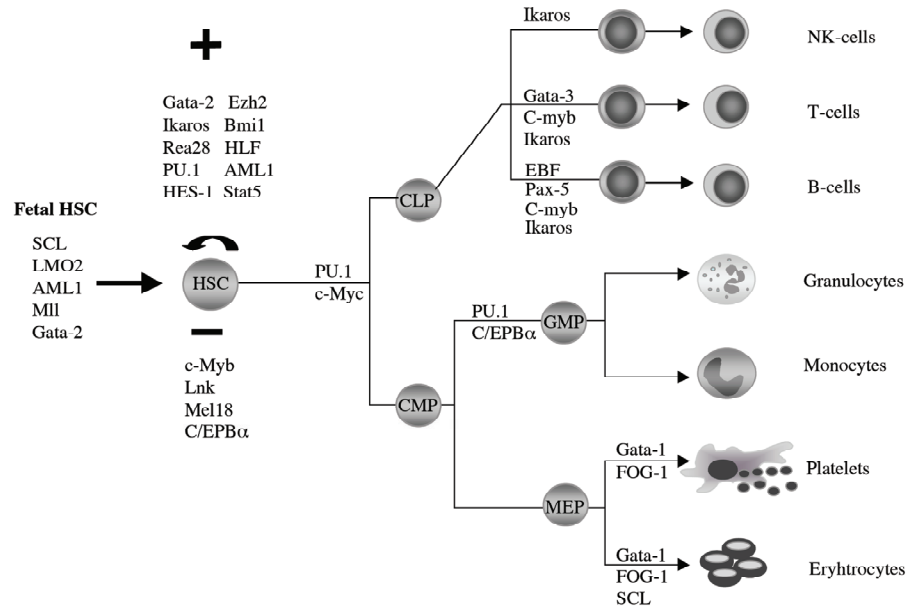 Gata-2 Ezh2
Ikaros Bmi1
Rea28 HLF
PU.1 AML1
HES-1 Stat5
Fetal HSC
SCL
LMO2
AML1
Mll
Gata-2
HSC
c-Myb
Lnk
Mel18
C/EPBα
PU.1
c-Myc
CLP
CMP
Ikaros
NK-cells
Gata-3
C-myb
Ikaros
T-cells
EBF
Pax-5
C-myb
Ikaros
B-cells
PU.1
C/EPBα
GMP
Granulocytes
Monocytes
MEP
Gata-1
FOG-1
Platelets
Gata-1
FOG-1
SCL
Eryhtrocytes